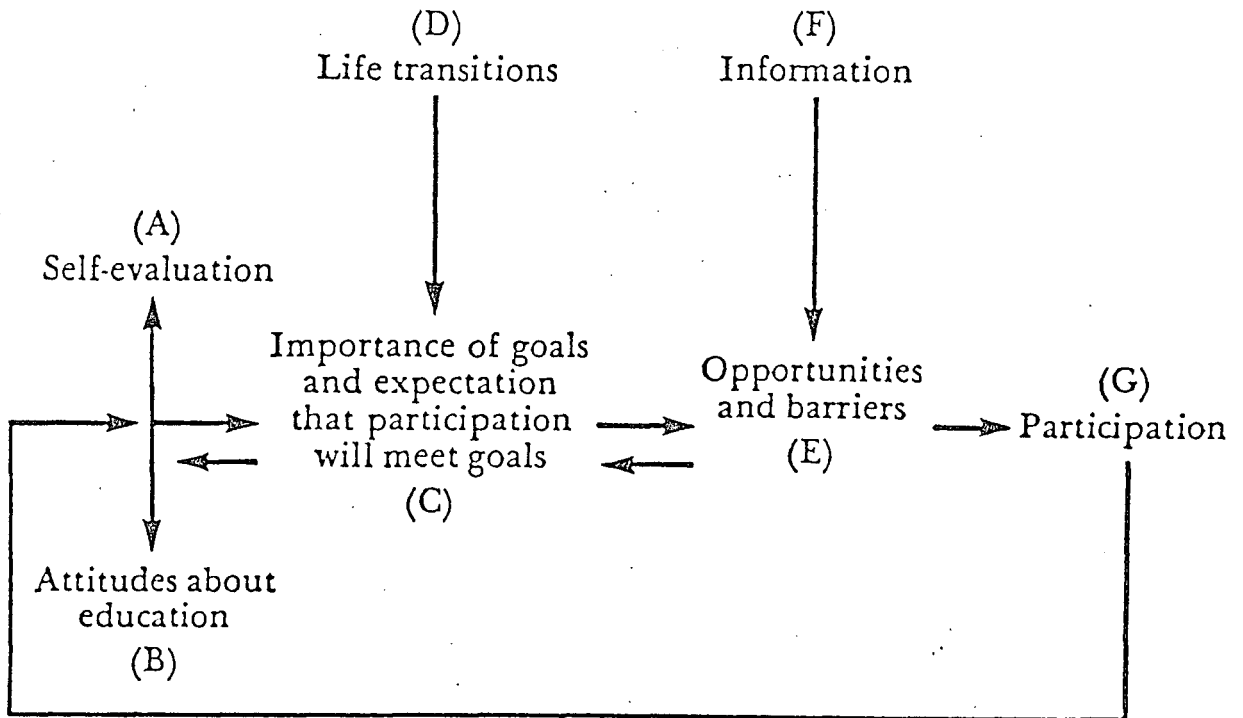 (D)
Life transitions
(F)
Information
(A)
Self-evaluation
Importance of goals
and expectation
that participation
will meet goals
(C)
Opportunities
and barriers
(E)
(G)
Participation
Attitudes about
education
(B)